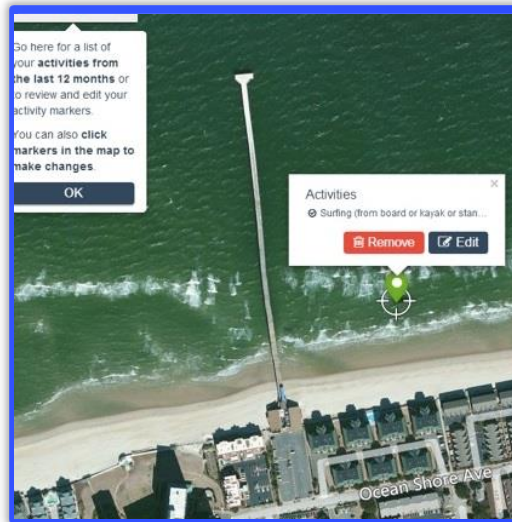 Go here for a list of
your activities from
the last 12 months or
to review and edit your
activity markers.
You can also click
markers in the map to
make changes.
OK
×
Activities
Surfing (from board or kayak or stan...
Remove
Edit
Ocean Shore Ave